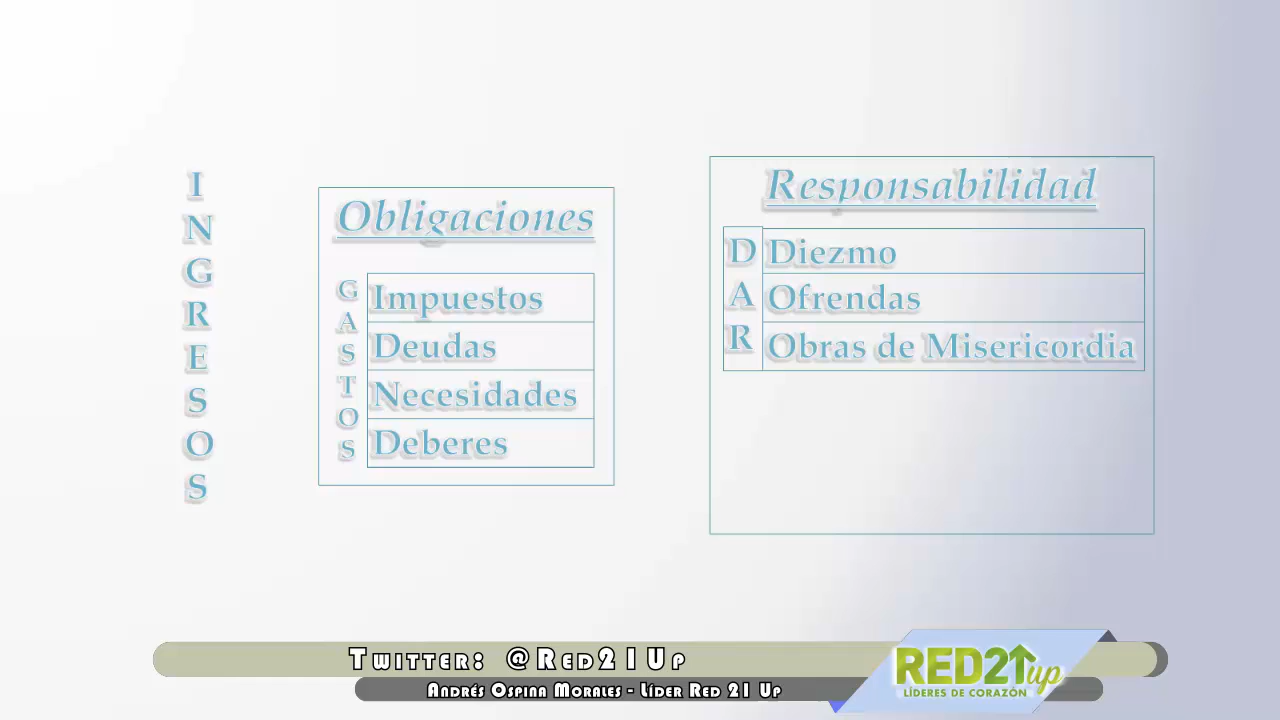 INGRESOS
Obligaciones
GASTOS
Impuestos
Deudas
Necesidades
Deberes
Responsabilidad
DAR
Diezmo
Ofrendas
Obras de Misericordia
Twitter: @Red21Up
Andrés Ospina Morales - Líder Red 21 Up
RED21up
LÍDERES DE CORAZÓN